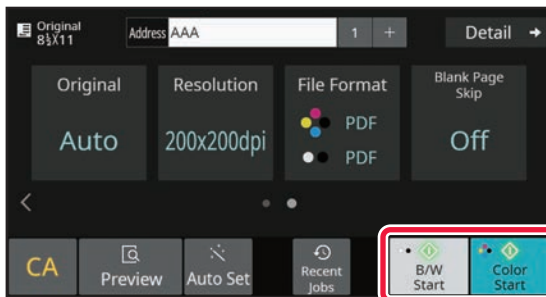 Original
8½X11
Address AAA
1 +
Detail
Original
Auto
Resolution
200x200dpi
File Format
PDF
PDF
Blank Page
Skip
Off
CA
Preview
Auto Set
Recent
Jobs
B/W
Start
Color
Start